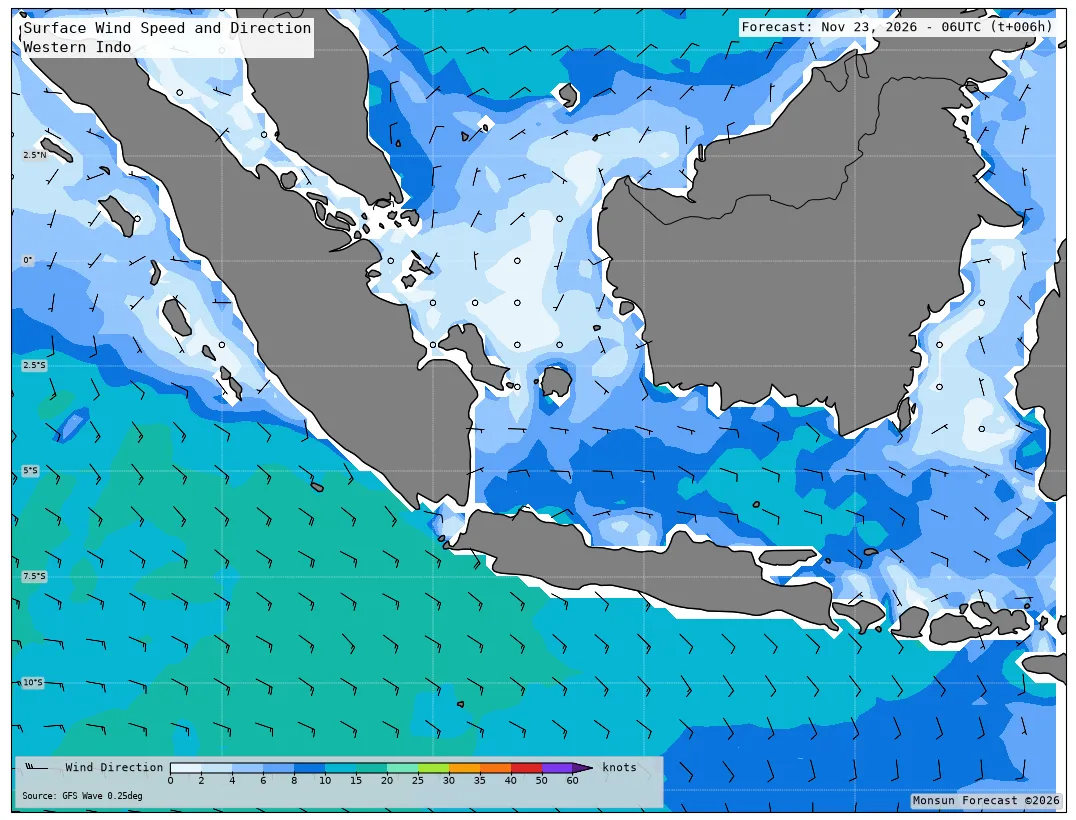 Surface Wind Speed and Direction
Western Indo
Forecast: Nov 23, 2026 - 06UTC (t+006h)
2.5°N
0°
2.5°S
5°S
7.5°S
10°S
Wind Direction
0 2 4 6 8 10 15 20 25 30 35 40 50 60
knots
Source: GFS Wave 0.25deg
Monsun Forecast ©2026